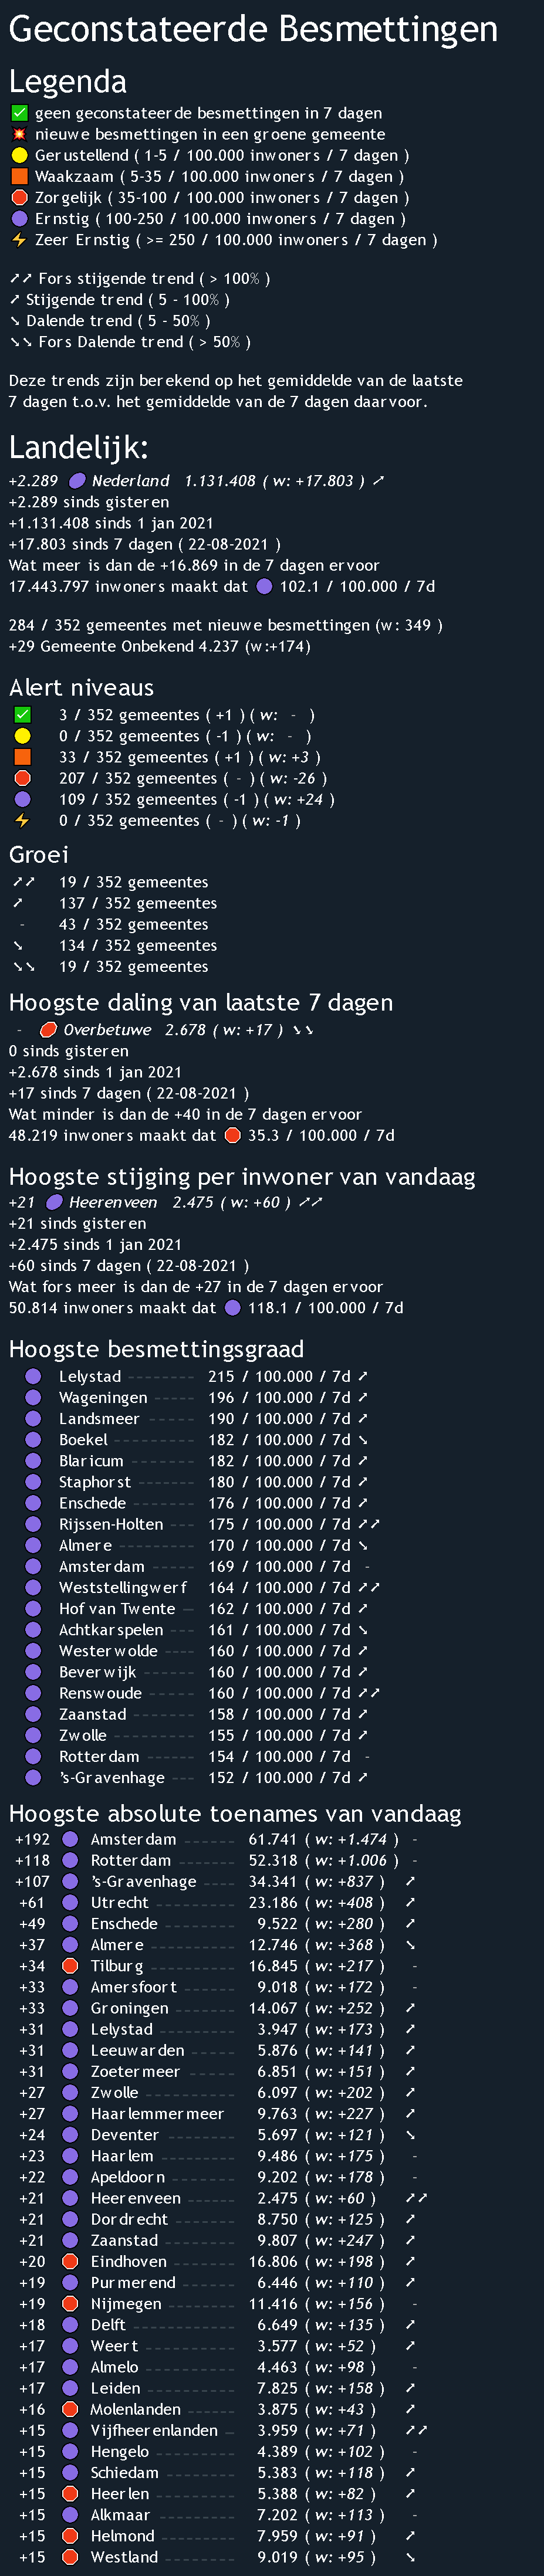 Geconstateerde Besmettingen
Legenda
✅ geen geconstateerde besmettingen in 7 dagen
💥 nieuwe besmettingen in een groene gemeente
🟡 Gerustellend ( 1-5 / 100.000 inwoners / 7 dagen )
🟧 Waakzaam ( 5-35 / 100.000 inwoners / 7 dagen )
🛑 Zorgelijk ( 35-100 / 100.000 inwoners / 7 dagen )
🟣 Ernstig ( 100-250 / 100.000 inwoners / 7 dagen )
⚡ Zeer Ernstig ( >= 250 / 100.000 inwoners / 7 dagen )
➚➚ Fors stijgende trend ( > 100% )
➚ Stijgende trend ( 5 - 100% )
➘ Dalende trend ( 5 - 50% )
➘➘ Fors Dalende trend ( > 50% )
Deze trends zijn berekend op het gemiddelde van de laatste
7 dagen t.o.v. het gemiddelde van de 7 dagen daarvoor.
Landelijk:
+2.289 🟣 Nederland 1.131.408 ( w: +17.803 ) ➚
+2.289 sinds gisteren
+1.131.408 sinds 1 jan 2021
+17.803 sinds 7 dagen ( 22-08-2021 )
Wat meer is dan de +16.869 in de 7 dagen ervoor
17.443.797 inwoners maakt dat 🟣 102.1 / 100.000 / 7d
284 / 352 gemeentes met nieuwe besmettingen (w: 349 )
+29 Gemeente Onbekend 4.237 (w:+174)
Alert niveaus
✅ 3 / 352 gemeentes ( +1 ) ( w: - )
🟡 0 / 352 gemeentes ( -1 ) ( w: - )
🟧 33 / 352 gemeentes ( +1 ) ( w: +3 )
🛑 207 / 352 gemeentes ( - ) ( w: -26 )
🟣 109 / 352 gemeentes ( -1 ) ( w: +24 )
⚡ 0 / 352 gemeentes ( - ) ( w: -1 )
Groei
➚➚ 19 / 352 gemeentes
➚ 137 / 352 gemeentes
- 43 / 352 gemeentes
➘ 134 / 352 gemeentes
➘➘ 19 / 352 gemeentes
Hoogste daling van laatste 7 dagen
- 🛑 Overbetuwe 2.678 ( w: +17 ) ➘➘
0 sinds gisteren
+2.678 sinds 1 jan 2021
+17 sinds 7 dagen ( 22-08-2021 )
Wat minder is dan de +40 in de 7 dagen ervoor
48.219 inwoners maakt dat 🛑 35.3 / 100.000 / 7d
Hoogste stijging per inwoner van vandaag
+21 🟣 Heerenveen 2.475 ( w: +60 ) ➚➚
+21 sinds gisteren
+2.475 sinds 1 jan 2021
+60 sinds 7 dagen ( 22-08-2021 )
Wat fors meer is dan de +27 in de 7 dagen ervoor
50.814 inwoners maakt dat 🟣 118.1 / 100.000 / 7d
Hoogste besmettingsgraad
🟣 Lelystad -------- 215 / 100.000 / 7d ➚
🟣 Wageningen ----- 196 / 100.000 / 7d ➚
🟣 Landsmeer ------ 190 / 100.000 / 7d ➚
🟣 Boekel ---------- 182 / 100.000 / 7d ➘
🟣 Blaricum -------- 182 / 100.000 / 7d ➚
🟣 Staphorst ------- 180 / 100.000 / 7d ➚
🟣 Enschede -------- 176 / 100.000 / 7d ➚
🟣 Rijssen-Holten --- 175 / 100.000 / 7d ➚➚
🟣 Almere ---------- 170 / 100.000 / 7d ➘
🟣 Amsterdam ------ 169 / 100.000 / 7d -
🟣 Weststellingwerf 164 / 100.000 / 7d ➚➚
🟣 Hof van Twente -- 162 / 100.000 / 7d ➚
🟣 Achtkarspelen ---- 161 / 100.000 / 7d ➘
🟣 Westerwolde ---- 160 / 100.000 / 7d ➚
🟣 Beverwijk ------- 160 / 100.000 / 7d ➚
🟣 Renswoude ------ 160 / 100.000 / 7d ➚➚
🟣 Zaanstad -------- 158 / 100.000 / 7d ➚
🟣 Zwolle ---------- 155 / 100.000 / 7d ➚
🟣 Rotterdam ------ 154 / 100.000 / 7d -
🟣 's-Gravenhage --- 152 / 100.000 / 7d ➚
Hoogste absolute toenames van vandaag
+192 🟣 Amsterdam ------ 61.741 ( w: +1.474 ) -
+118 🟣 Rotterdam ------ 52.318 ( w: +1.006 ) -
+107 🟣 's-Gravenhage ---- 34.341 ( w: +837 ) ➚
+61 🟣 Utrecht --------- 23.186 ( w: +408 ) ➚
+49 🟣 Enschede -------- 9.522 ( w: +280 ) ➚
+37 🟣 Almere ---------- 12.746 ( w: +368 ) ➘
+34 🛑 Tilburg ---------- 16.845 ( w: +217 ) -
+33 🟣 Amersfoort ------ 9.018 ( w: +172 ) -
+33 🟣 Groningen ------- 14.067 ( w: +252 ) ➚
+31 🟣 Lelystad --------- 3.947 ( w: +173 ) ➚
+31 🟣 Leeuwarden ----- 5.876 ( w: +141 ) ➚
+31 🟣 Zoetermeer ------ 6.851 ( w: +151 ) ➚
+27 🟣 Zwolle ---------- 6.097 ( w: +202 ) ➚
+27 🟣 Haarlemmermeer 9.763 ( w: +227 ) ➚
+24 🟣 Deventer -------- 5.697 ( w: +121 ) ➘
+23 🟣 Haarlem --------- 9.486 ( w: +175 ) -
+22 🟣 Apeldoorn ------- 9.202 ( w: +178 ) -
+21 🟣 Heerenveen ------ 2.475 ( w: +60 ) ➚➚
+21 🟣 Dordrecht ------- 8.750 ( w: +125 ) ➚
+21 🟣 Zaanstad -------- 9.807 ( w: +247 ) ➚
+20 🛑 Eindhoven ------- 16.806 ( w: +198 ) ➚
+19 🟣 Purmerend ------ 6.446 ( w: +110 ) ➚
+19 🛑 Nijmegen -------- 11.416 ( w: +156 ) -
+18 🟣 Delft ------------ 6.649 ( w: +135 ) ➚
+17 🟣 Weert ----------- 3.577 ( w: +52 ) ➚
+17 🟣 Almelo ---------- 4.463 ( w: +98 ) -
+17 🟣 Leiden ---------- 7.825 ( w: +158 ) ➚
+16 🛑 Molenlanden ----- 3.875 ( w: +43 ) ➚
+15 🟣 Vijfheerenlanden -- 3.959 ( w: +71 ) ➚➚
+15 🟣 Hengelo --------- 4.389 ( w: +102 ) -
+15 🟣 Schiedam -------- 5.383 ( w: +118 ) ➚
+15 🛑 Heerlen --------- 5.388 ( w: +82 ) ➚
+15 🟣 Alkmaar --------- 7.202 ( w: +113 ) -
+15 🛑 Helmond -------- 7.959 ( w: +91 ) ➚
+15 🛑 Westland -------- 9.019 ( w: +95 ) ➘